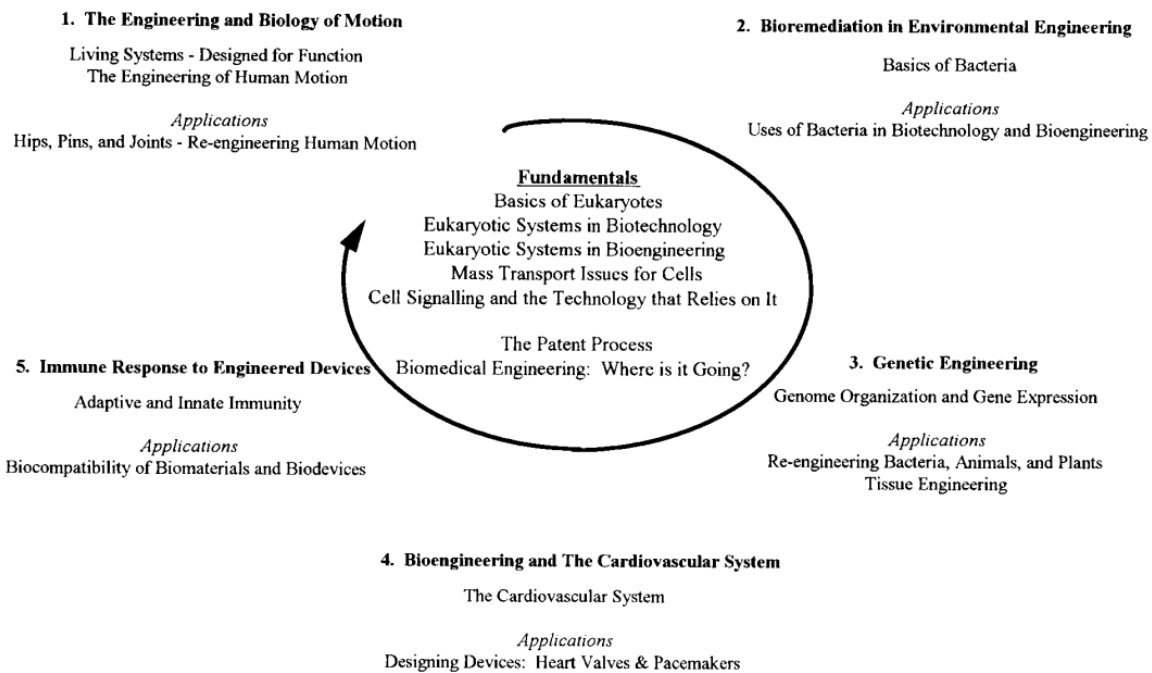 1. The Engineering and Biology of Motion
Living Systems - Designed for Function
The Engineering of Human Motion
Applications
Hips, Pins, and Joints - Re-engineering Human Motion
2. Bioremediation in Environmental Engineering
Basics of Bacteria
Applications
Uses of Bacteria in Biotechnology and Bioengineering
Fundamentals
Basics of Eukaryotes
Eukaryotic Systems in Biotechnology
Eukaryotic Systems in Bioengineering
Mass Transport Issues for Cells
Cell Signalling and the Technology that Relies on It
The Patent Process
Biomedical Engineering: Where is it Going?
3. Genetic Engineering
Genome Organization and Gene Expression
Applications
Re-engineering Bacteria, Animals, and Plants
Tissue Engineering
4. Bioengineering and The Cardiovascular System
The Cardiovascular System
Applications
Designing Devices: Heart Valves & Pacemakers
5. Immune Response to Engineered Devices
Adaptive and Innate Immunity
Applications
Biocompatibility of Biomaterials and Biodevices